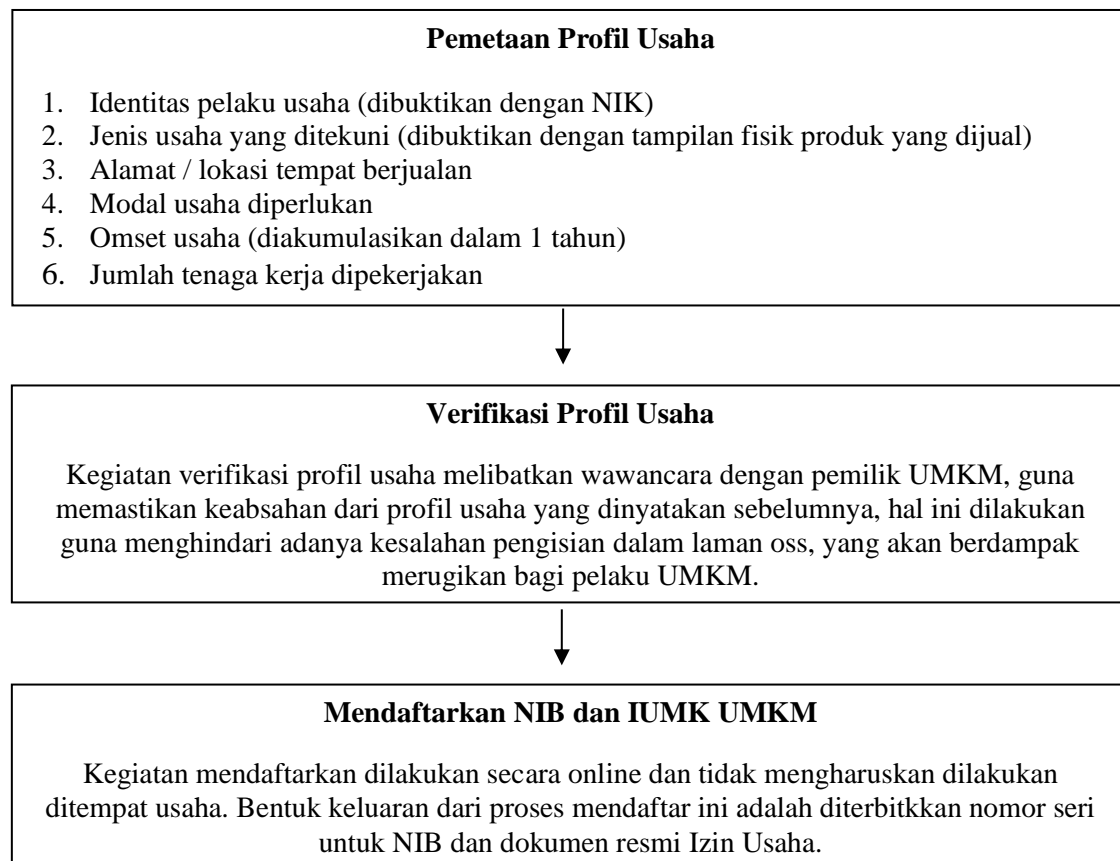 Pemetaan Profil Usaha
1. Identitas pelaku usaha (dibuktikan dengan NIK)
2. Jenis usaha yang ditekuni (dibuktikan dengan tampilan fisik produk yang dijual)
3. Alamat / lokasi tempat berjualan
4. Modal usaha diperlukan
5. Omset usaha (diakumulasikan dalam 1 tahun)
6. Jumlah tenaga kerja dipekerjakan
Verifikasi Profil Usaha
Kegiatan verifikasi profil usaha melibatkan wawancara dengan pemilik UMKM, guna
memastikan keabsahan dari profil usaha yang dinyatakan sebelumnya, hal ini dilakukan
guna menghindari adanya kesalahan pengisian dalam laman oss, yang akan berdampak
merugikan bagi pelaku UMKM.
Mendaftarkan NIB dan IUMK UMKM
Kegiatan mendaftarkan dilakukan secara online dan tidak mengharuskan dilakukan
ditempat usaha. Bentuk keluaran dari proses mendaftar ini adalah diterbitkkan nomor seri
untuk NIB dan dokumen resmi Izin Usaha.